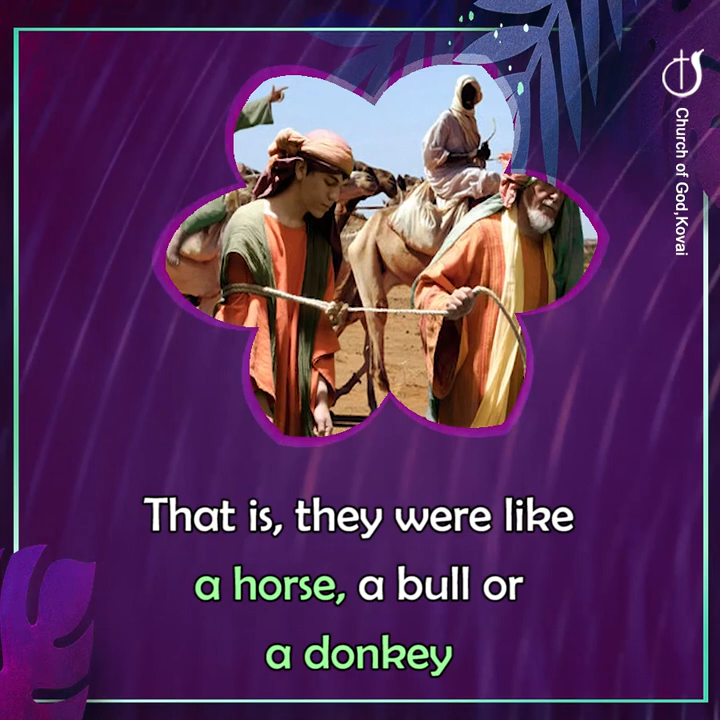 Church of God,Kovai
That is, they were like
a horse, a bull or
a donkey